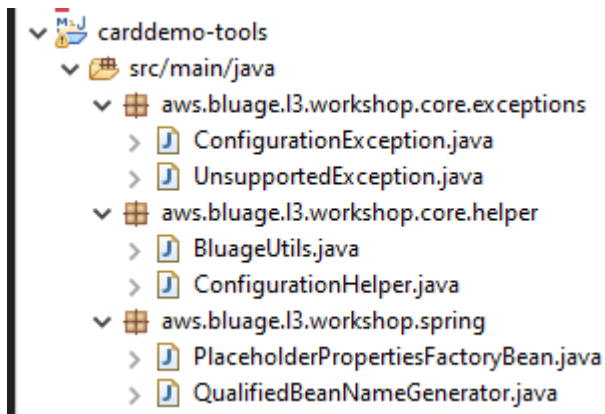 carddemo-tools
src/main/java
aws.bluage.l3.workshop.core.exceptions
ConfigurationException.java
UnsupportedException.java
aws.bluage.l3.workshop.core.helper
BluageUtils.java
ConfigurationHelper.java
aws.bluage.l3.workshop.spring
PlaceholderPropertiesFactoryBean.java
QualifiedBeanNameGenerator.java